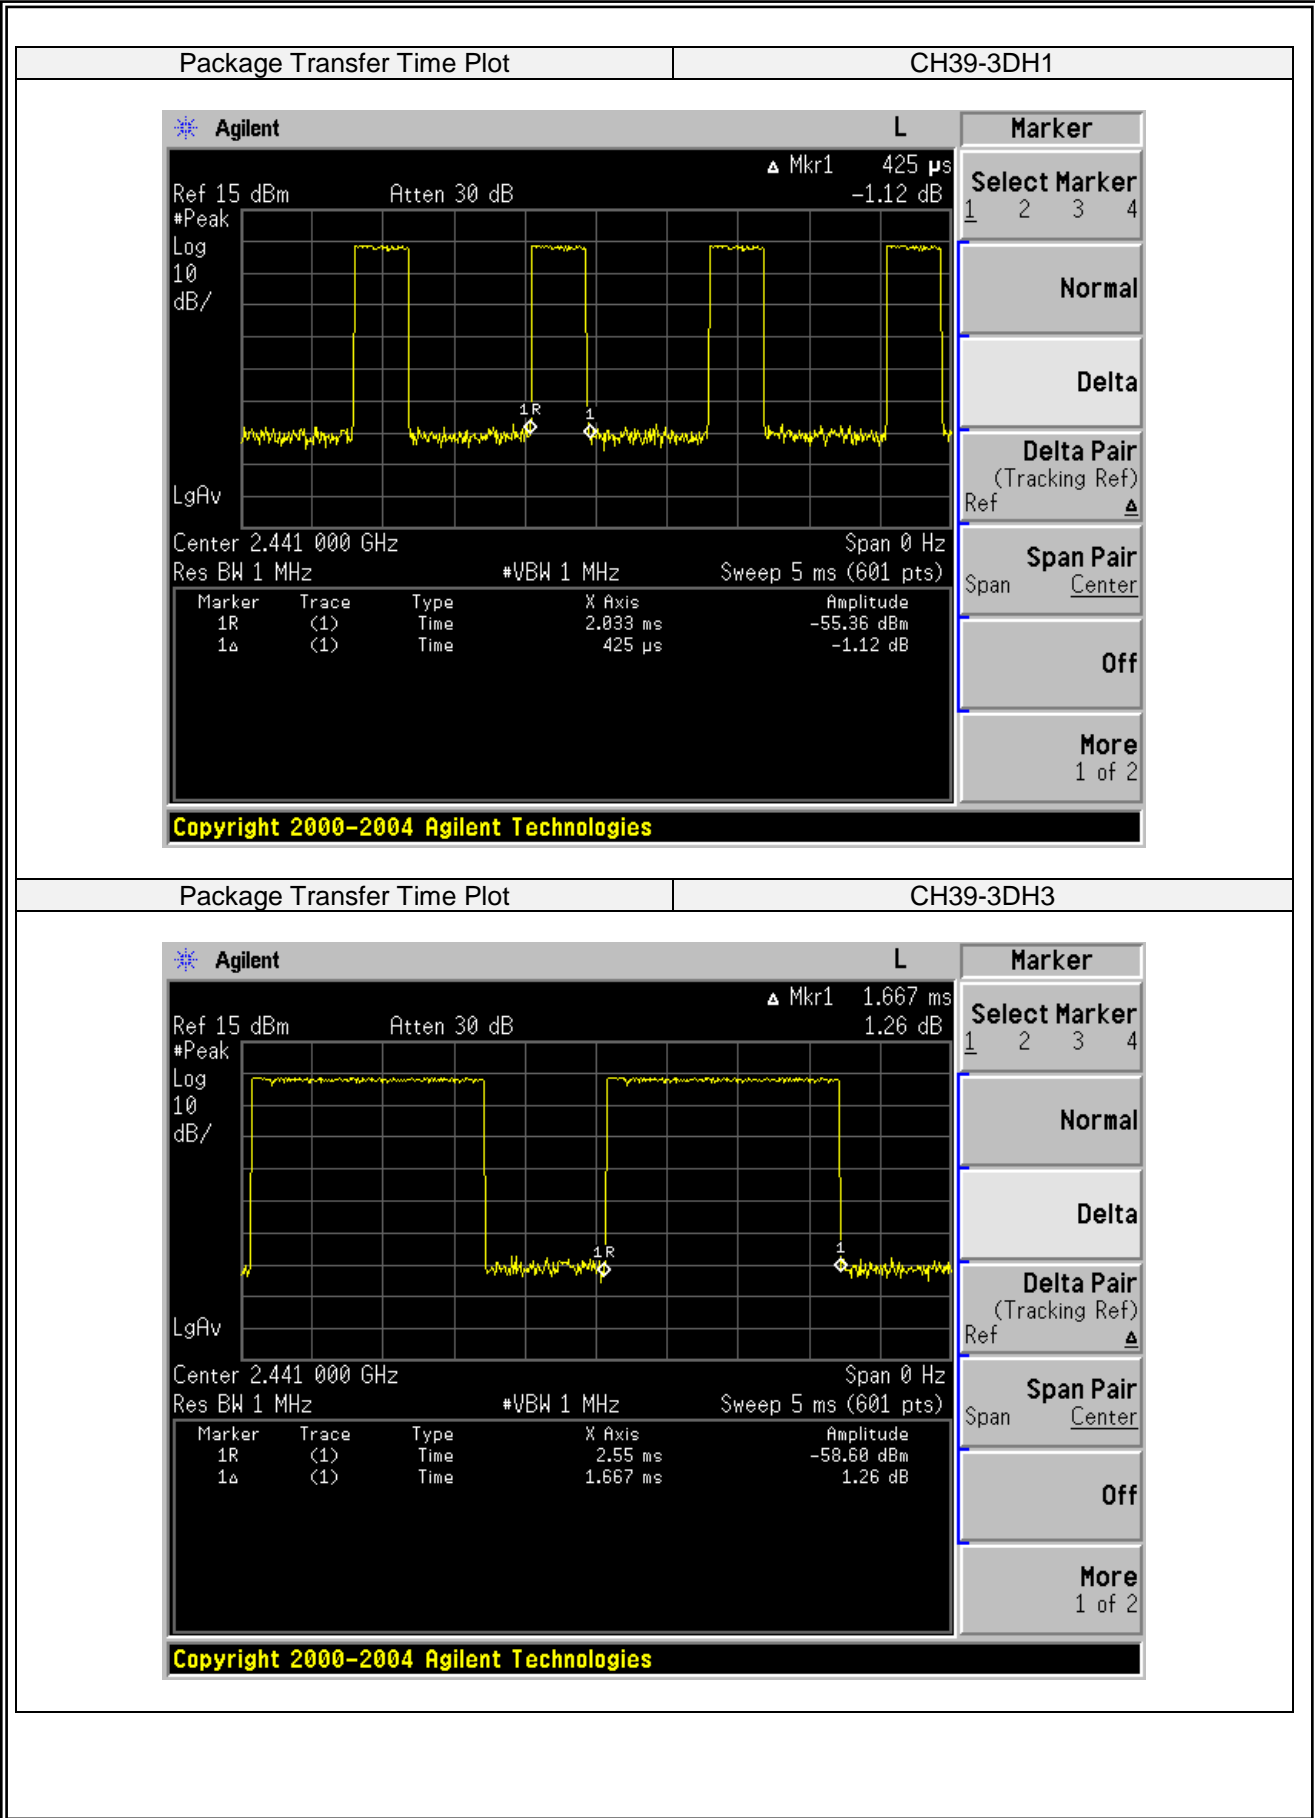 Package Transfer Time Plot CH39-3DH1
Agilent L Marker
Δ Mkr1 425 µs
Ref 15 dBm Atten 30 dB -1.12 dB
Select Marker
1 2 3 4
#Peak
Log
10
dB/
Normal
Delta
1R 1
Delta Pair
(Tracking Ref)
Ref Δ
LgAv
Center 2.441 000 GHz Span 0 Hz
Res BW 1 MHz #VBW 1 MHz Sweep 5 ms (601 pts)
Span Pair
Span Center
Marker Trace Type X Axis Amplitude
1R (1) Time 2.033 ms -55.36 dBm
1Δ (1) Time 425 µs -1.12 dB
Off
More
1 of 2
Copyright 2000-2004 Agilent Technologies
Package Transfer Time Plot CH39-3DH3
Agilent L Marker
Δ Mkr1 1.667 ms
Ref 15 dBm Atten 30 dB 1.26 dB
Select Marker
1 2 3 4
#Peak
Log
10
dB/
Normal
Delta
1R 1
Delta Pair
(Tracking Ref)
Ref Δ
LgAv
Center 2.441 000 GHz Span 0 Hz
Res BW 1 MHz #VBW 1 MHz Sweep 5 ms (601 pts)
Span Pair
Span Center
Marker Trace Type X Axis Amplitude
1R (1) Time 2.55 ms -58.60 dBm
1Δ (1) Time 1.667 ms 1.26 dB
Off
More
1 of 2
Copyright 2000-2004 Agilent Technologies